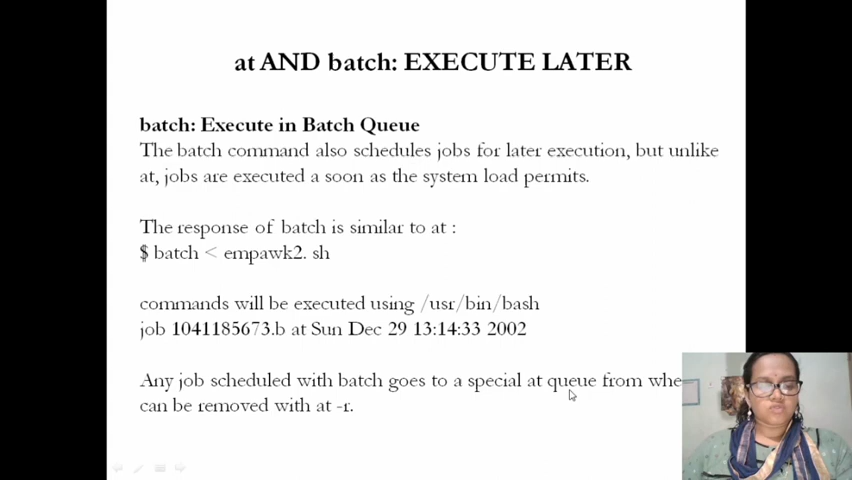 at AND batch: EXECUTE LATER
batch: Execute in Batch Queue
The batch command also schedules jobs for later execution, but unlike
at, jobs are executed a soon as the system load permits.
The response of batch is similar to at :
$ batch < empawk2. sh
commands will be executed using /usr/bin/bash
job 1041185673.b at Sun Dec 29 13:14:33 2002
Any job scheduled with batch goes to a special at queue from
can be removed with at -r.